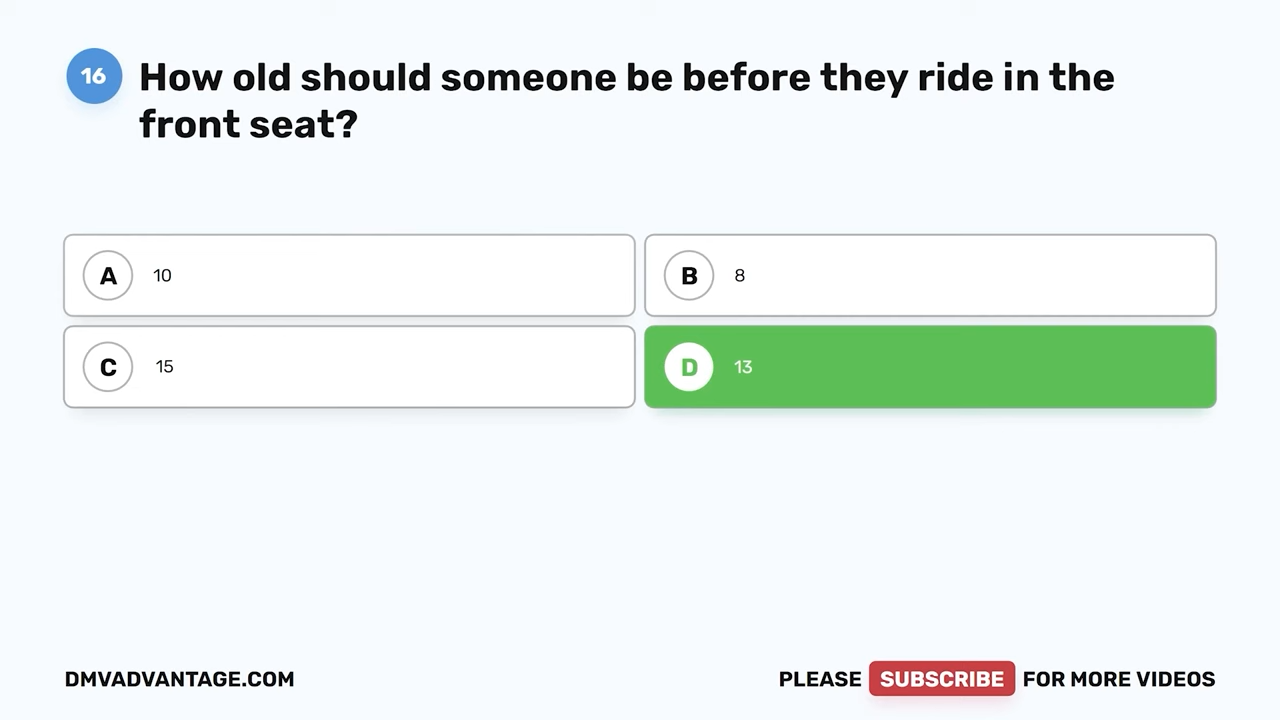 16
How old should someone be before they ride in the
front seat?
A 10
B 8
C 15
D 13
DMVADVANTAGE.COM
PLEASE SUBSCRIBE FOR MORE VIDEOS